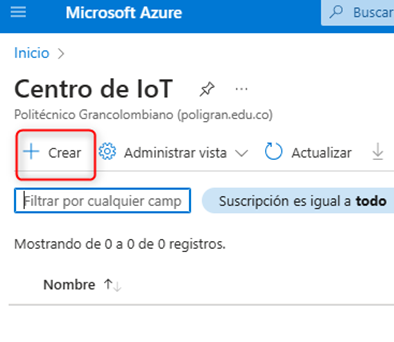 Microsoft Azure
Buscar
Inicio >
Centro de IoT ...
Politécnico Grancolombiano (poligran.edu.co)
+ Crear Administrar vista Actualizar
Filtrar por cualquier camp Suscripción es igual a todo
Mostrando de 0 a 0 de 0 registros.
Nombre ↑↓